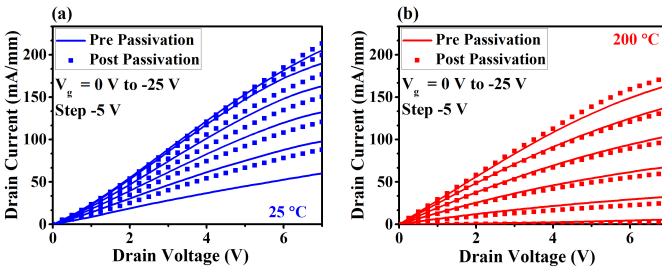 (a)
Pre Passivation
Post Passivation
V_g = 0 V to -25 V
Step -5 V
25 °C
200
150
100
50
0
0 2 4 6
Drain Current (mA/mm)
Drain Voltage (V)
(b)
Pre Passivation
Post Passivation
200 °C
V_g = 0 V to -25 V
Step -5 V
200
150
100
50
0
0 2 4 6
Drain Current (mA/mm)
Drain Voltage (V)